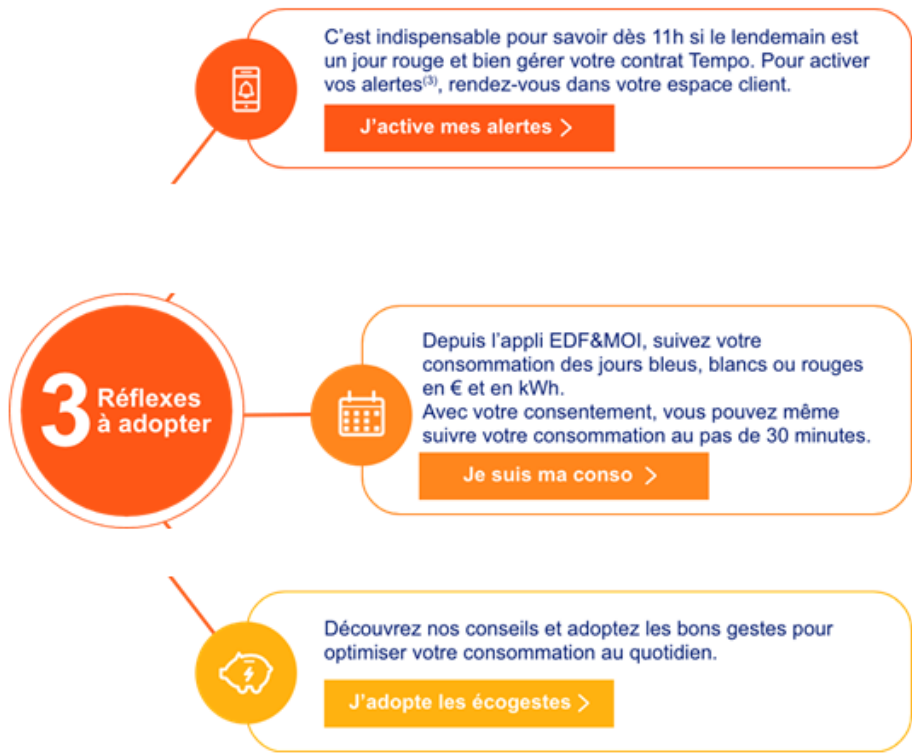 C'est indispensable pour savoir dès 11h si le lendemain est
un jour rouge et bien gérer votre contrat Tempo. Pour activer
vos alertes⁽³⁾, rendez-vous dans votre espace client.
J'active mes alertes >
3 Réflexes
à adopter
Depuis l'appli EDF&MOI, suivez votre
consommation des jours bleus, blancs ou rouges
en € et en kWh.
Avec votre consentement, vous pouvez même
suivre votre consommation au pas de 30 minutes.
Je suis ma conso >
Découvrez nos conseils et adoptez les bons gestes pour
optimiser votre consommation au quotidien.
J'adopte les écogestes >